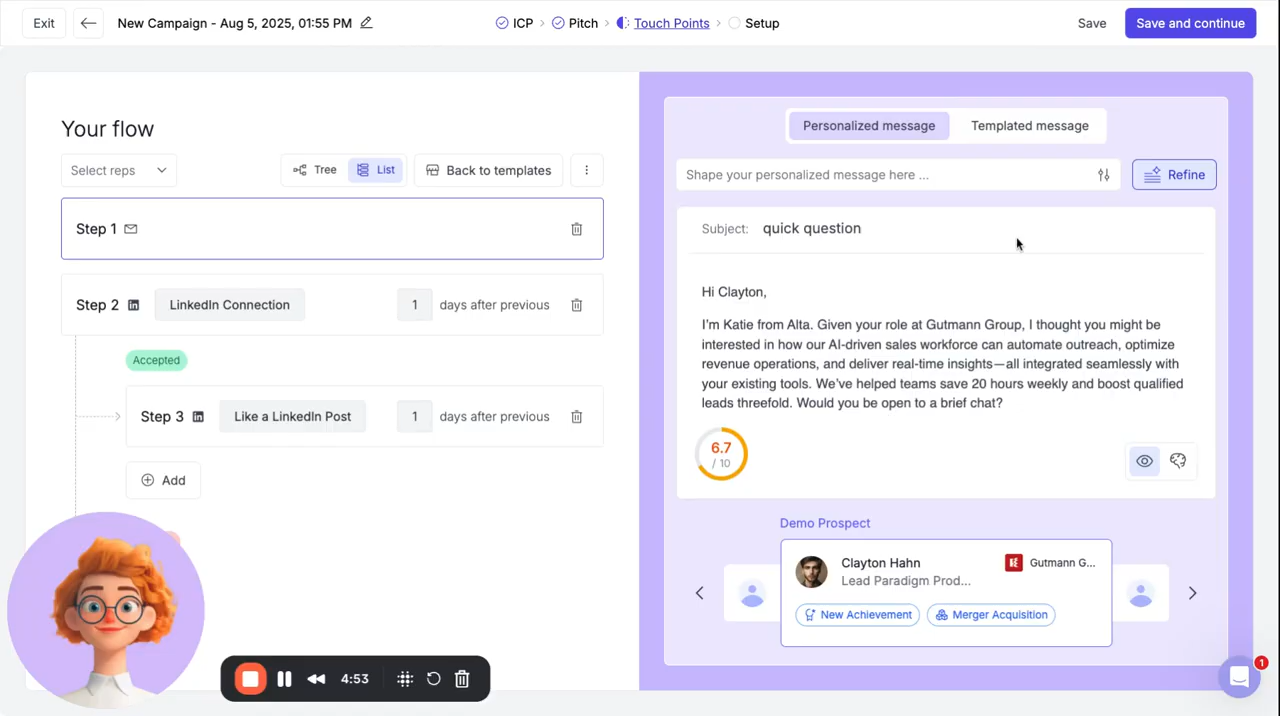 Exit
New Campaign - Aug 5, 2025, 01:55 PM
ICP
Pitch
Touch Points
Setup
Save
Save and continue
Your flow
Select reps
Tree
List
Back to templates
Step 1
Step 2
LinkedIn Connection
1
days after previous
Accepted
Step 3
Like a LinkedIn Post
1
days after previous
Add
Personalized message
Templated message
Shape your personalized message here ...
Refine
Subject: quick question
Hi Clayton,
I'm Katie from Alta. Given your role at Gutmann Group, I thought you might be
interested in how our AI-driven sales workforce can automate outreach, optimize
revenue operations, and deliver real-time insights—all integrated seamlessly with
your existing tools. We've helped teams save 20 hours weekly and boost qualified
leads threefold. Would you be open to a brief chat?
6.7
/ 10
Demo Prospect
Clayton Hahn
Gutmann G...
Lead Paradigm Prod...
New Achievement
Merger Acquisition
4:53
1